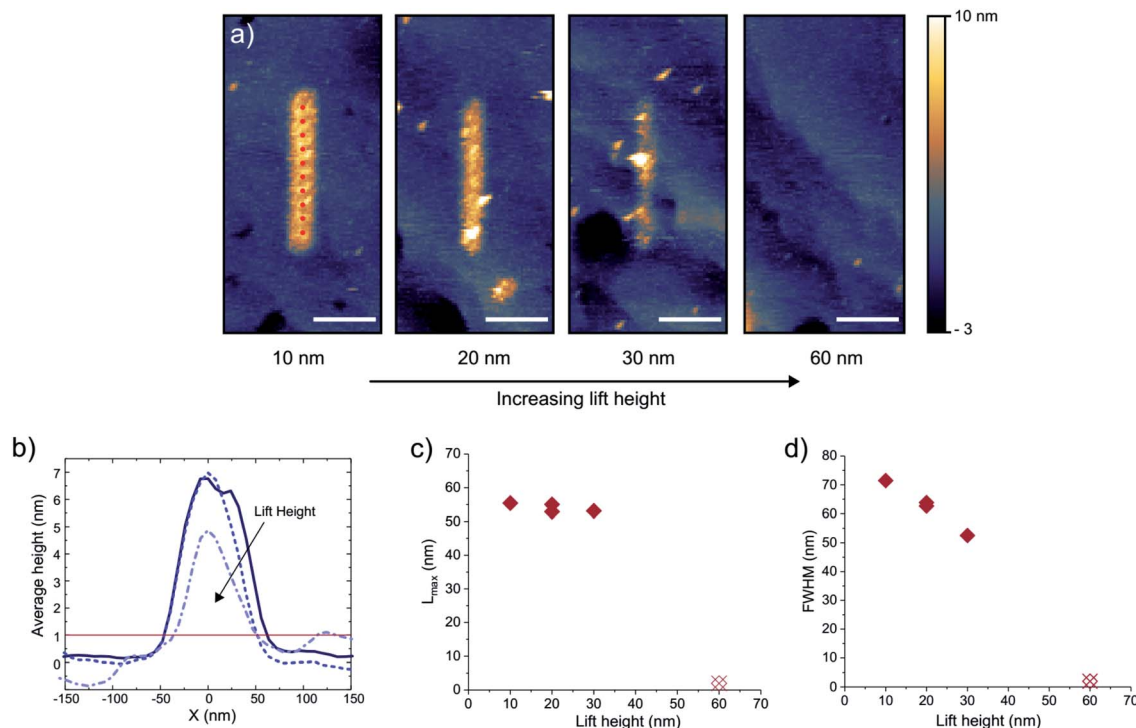 a)
10 nm
- 3
10 nm
20 nm
30 nm
60 nm
Increasing lift height
b)
Average height (nm)
7
6
5
4
3
2
1
0
-150 -100 -50 0 50 100 150
X (nm)
Lift Height
c)
L_max (nm)
70
60
50
40
30
20
10
0
0 10 20 30 40 50 60 70
Lift height (nm)
d)
FWHM (nm)
80
70
60
50
40
30
20
10
0
0 10 20 30 40 50 60 70
Lift height (nm)